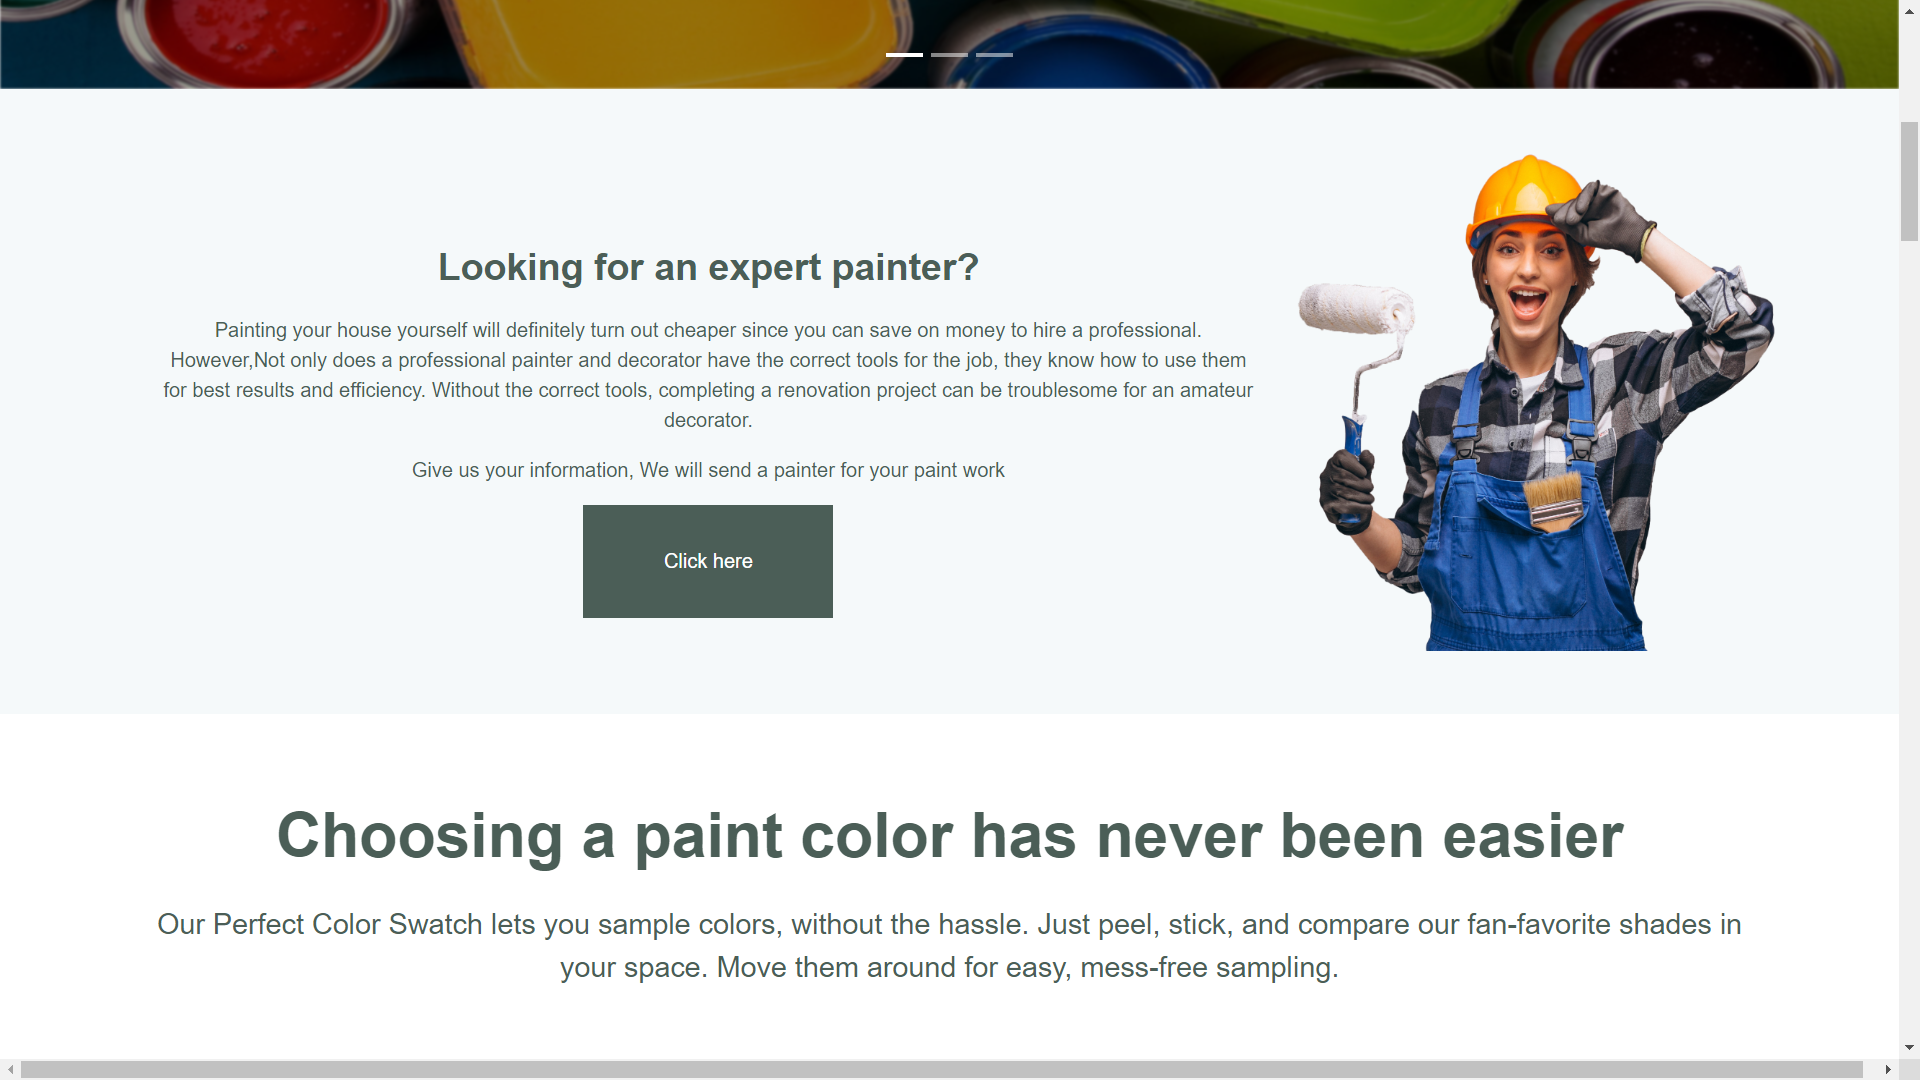 Looking for an expert painter?
Painting your house yourself will definitely turn out cheaper since you can save on money to hire a professional.
However,Not only does a professional painter and decorator have the correct tools for the job, they know how to use them
for best results and efficiency. Without the correct tools, completing a renovation project can be troublesome for an amateur
decorator.
Give us your information, We will send a painter for your paint work
Click here
Choosing a paint color has never been easier
Our Perfect Color Swatch lets you sample colors, without the hassle. Just peel, stick, and compare our fan-favorite shades in
your space. Move them around for easy, mess-free sampling.